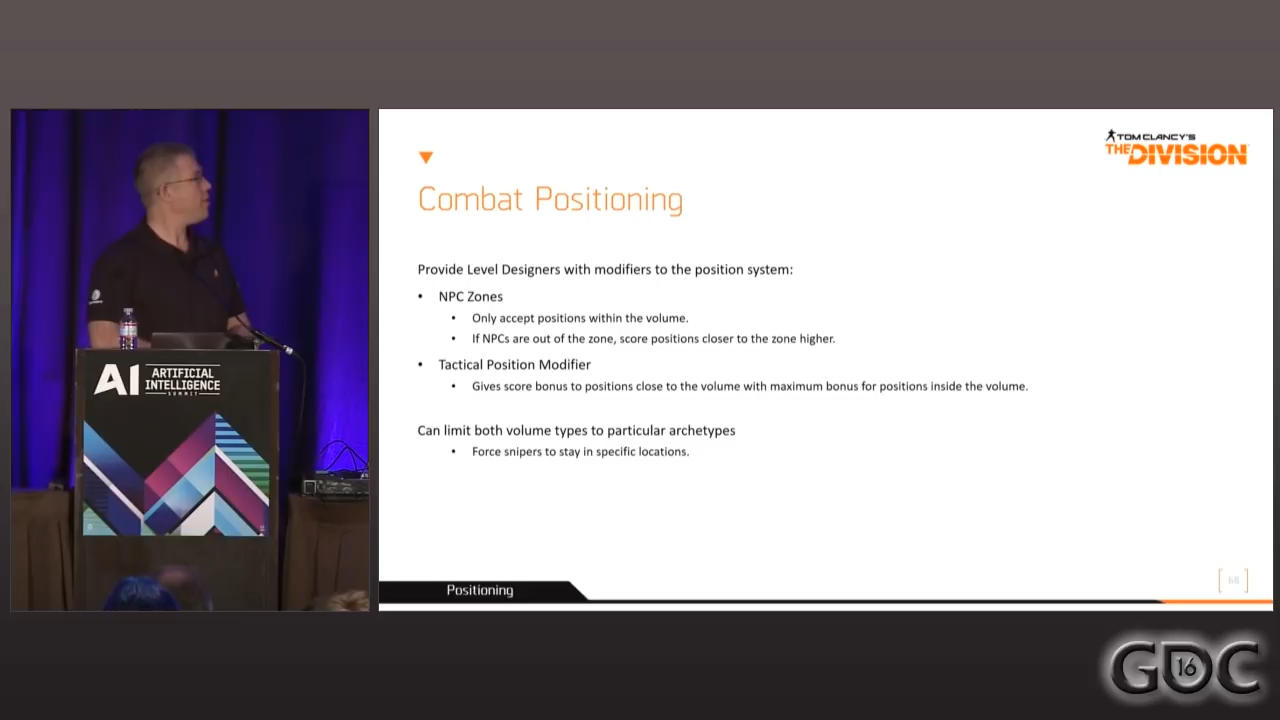 TOM CLANCY'S
THE DIVISION
Combat Positioning
Provide Level Designers with modifiers to the position system:
• NPC Zones
• Only accept positions within the volume.
• If NPCs are out of the zone, score positions closer to the zone higher.
• Tactical Position Modifier
• Gives score bonus to positions close to the volume with maximum bonus for positions inside the volume.
Can limit both volume types to particular archetypes
• Force snipers to stay in specific locations.
Positioning
68
AI ARTIFICIAL
INTELLIGENCE
SUMMIT
GDC 16